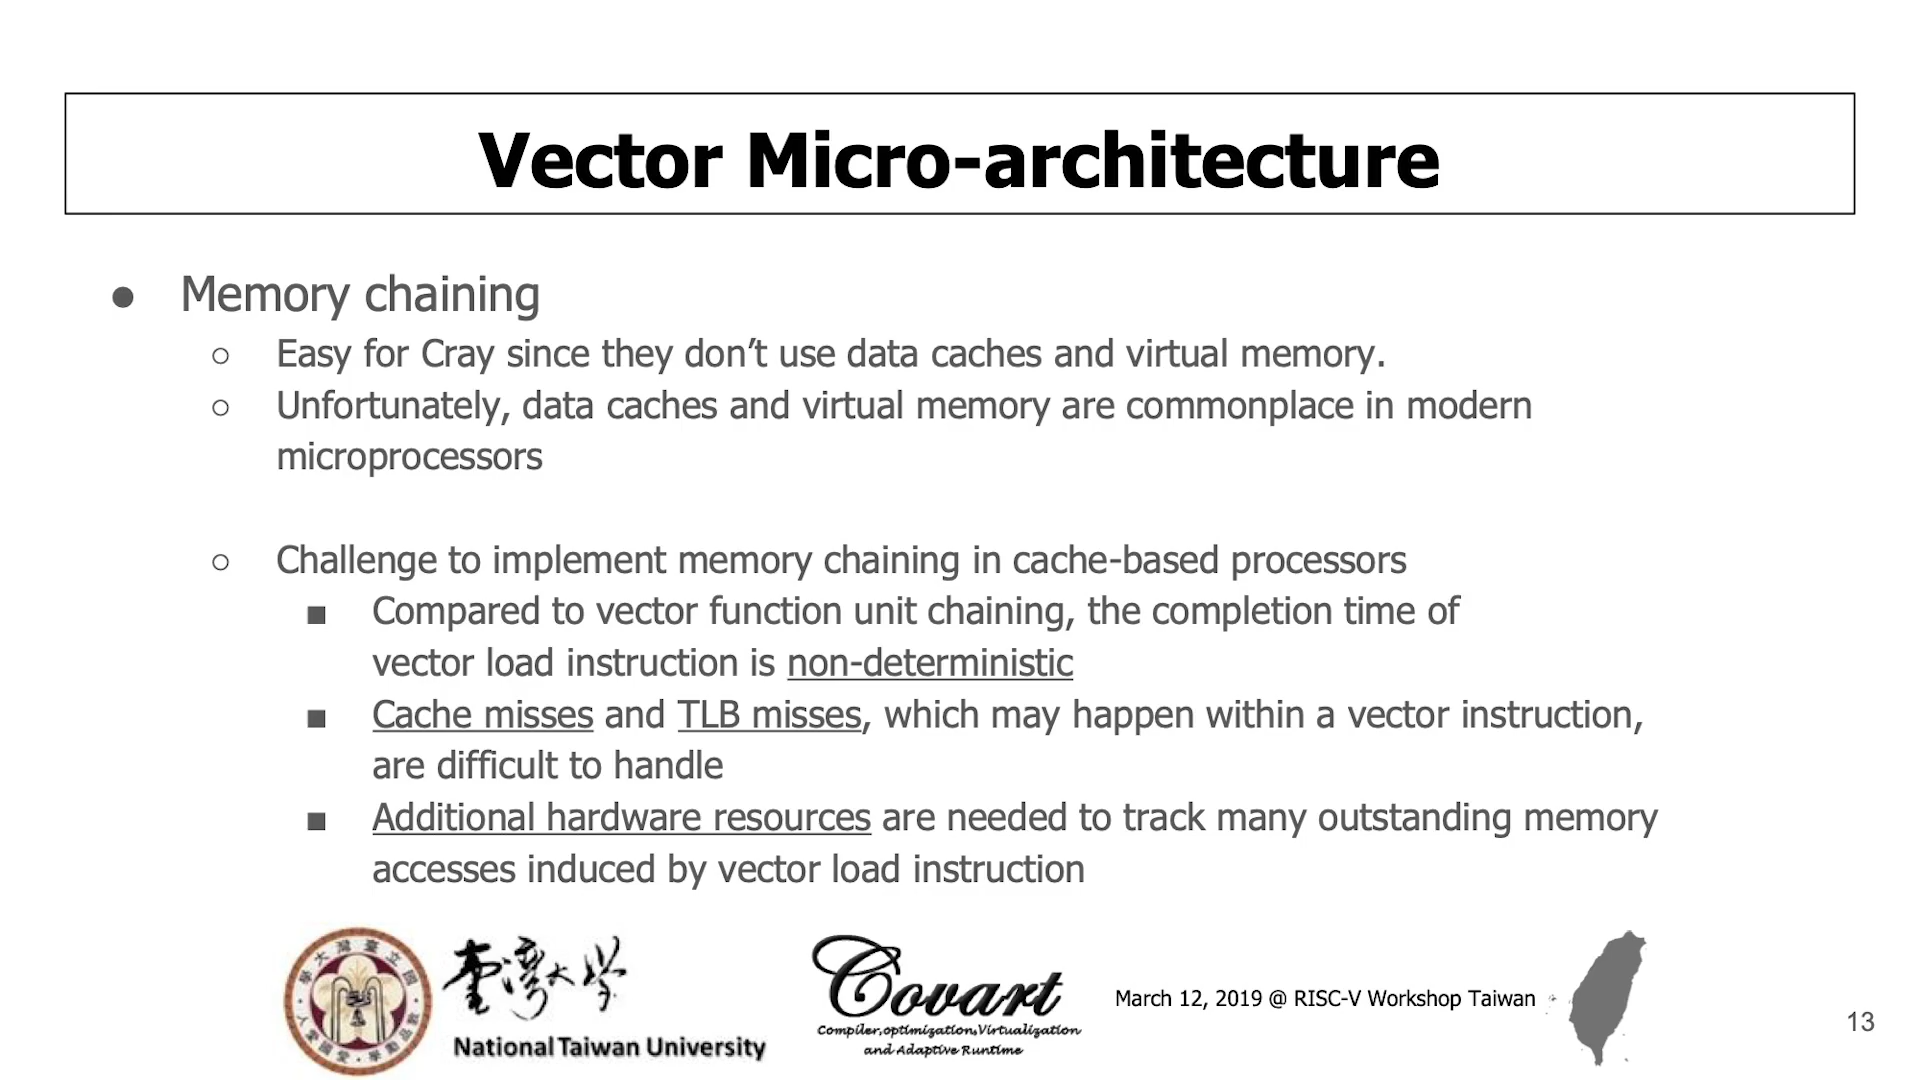 Vector Micro-architecture
● Memory chaining
○ Easy for Cray since they don’t use data caches and virtual memory.
○ Unfortunately, data caches and virtual memory are commonplace in modern
microprocessors
○ Challenge to implement memory chaining in cache-based processors
■ Compared to vector function unit chaining, the completion time of
vector load instruction is non-deterministic
■ Cache misses and TLB misses, which may happen within a vector instruction,
are difficult to handle
■ Additional hardware resources are needed to track many outstanding memory
accesses induced by vector load instruction
臺灣大學
National Taiwan University
Covart
Compiler,optimization,Virtualization
and Adaptive Runtime
March 12, 2019 @ RISC-V Workshop Taiwan
13